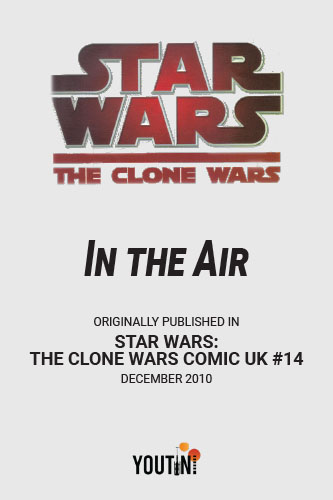 STAR
WARS
THE CLONE WARS
IN THE AIR
ORIGINALLY PUBLISHED IN
STAR WARS:
THE CLONE WARS COMIC UK #14
DECEMBER 2010
YOUTINI